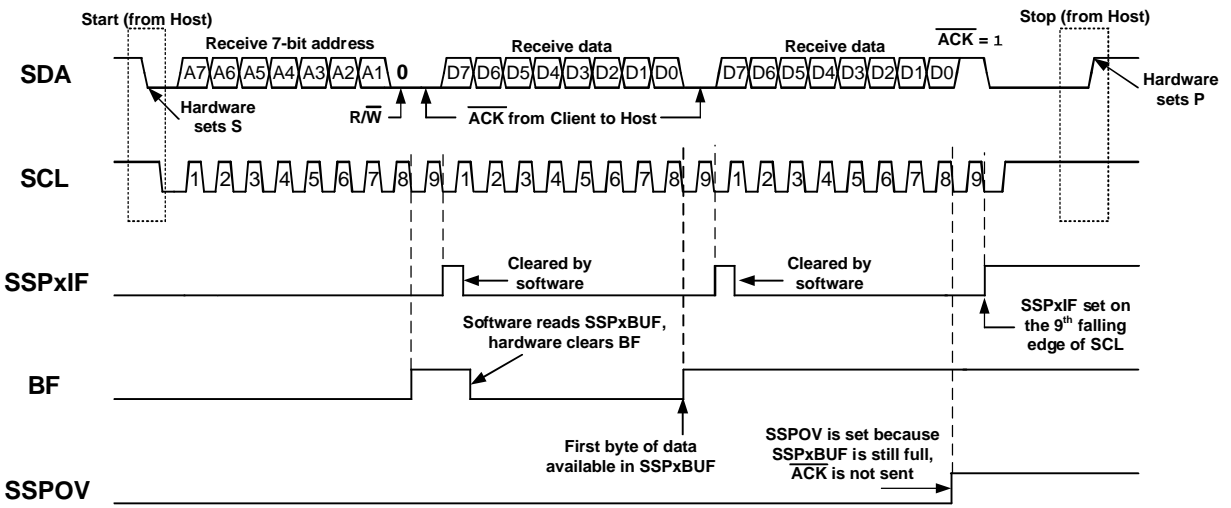 Start (from Host)
Stop (from Host)
Receive 7-bit address
Receive data
Receive data
ACK = 1
SDA
A7 A6 A5 A4 A3 A2 A1 0
D7 D6 D5 D4 D3 D2 D1 D0
D7 D6 D5 D4 D3 D2 D1 D0
Hardware
sets S
R/W
ACK from Client to Host
Hardware
sets P
SCL
1 2 3 4 5 6 7 8 9 1 2 3 4 5 6 7 8 9 1 2 3 4 5 6 7 8 9
SSPxIF
Cleared by
software
Cleared by
software
SSPxIF set on
the 9th falling
edge of SCL
Software reads SSPxBUF,
hardware clears BF
BF
First byte of data
available in SSPxBUF
SSPOV is set because
SSPxBUF is still full,
ACK is not sent
SSPOV